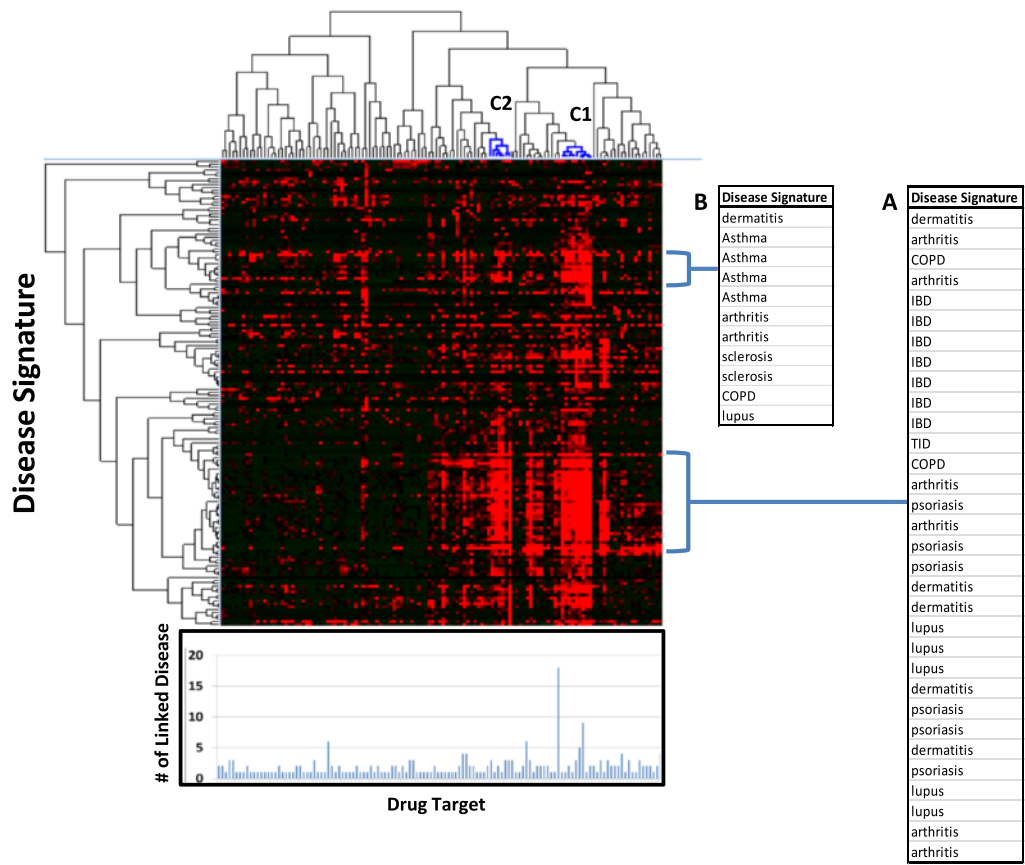 C2
C1
Disease Signature
B
Disease Signature
dermatitis
Asthma
Asthma
Asthma
Asthma
arthritis
arthritis
sclerosis
sclerosis
COPD
lupus
A
Disease Signature
dermatitis
arthritis
COPD
arthritis
IBD
IBD
IBD
IBD
IBD
IBD
IBD
TID
COPD
arthritis
psoriasis
arthritis
psoriasis
psoriasis
dermatitis
dermatitis
lupus
lupus
lupus
dermatitis
psoriasis
psoriasis
dermatitis
psoriasis
lupus
lupus
arthritis
arthritis
# of Linked Disease
20
15
10
5
0
Drug Target